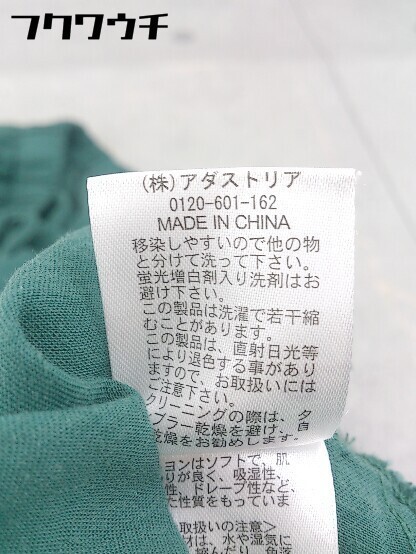 フクワウチ
(株)アダストリア
0120-601-162
MADE IN CHINA
移染しやすいので他の物
と分けて洗って下さい。
蛍光増白剤入り洗剤はお
避け下さい。
この製品は洗濯で若干縮
むことがあります。
この製品は、直射日光等
により退色する事があり
ますので、お取扱いには
ご注意下さい。
クリーニングの際は、タ
ンブラー乾燥を避け、自
乾燥をお勧めします。
ョンはソフトで、肌
りが良く、吸湿性、
性、ドレープ性など、
た性質をもっていま
取扱いの注意>
材は、水や湿気に